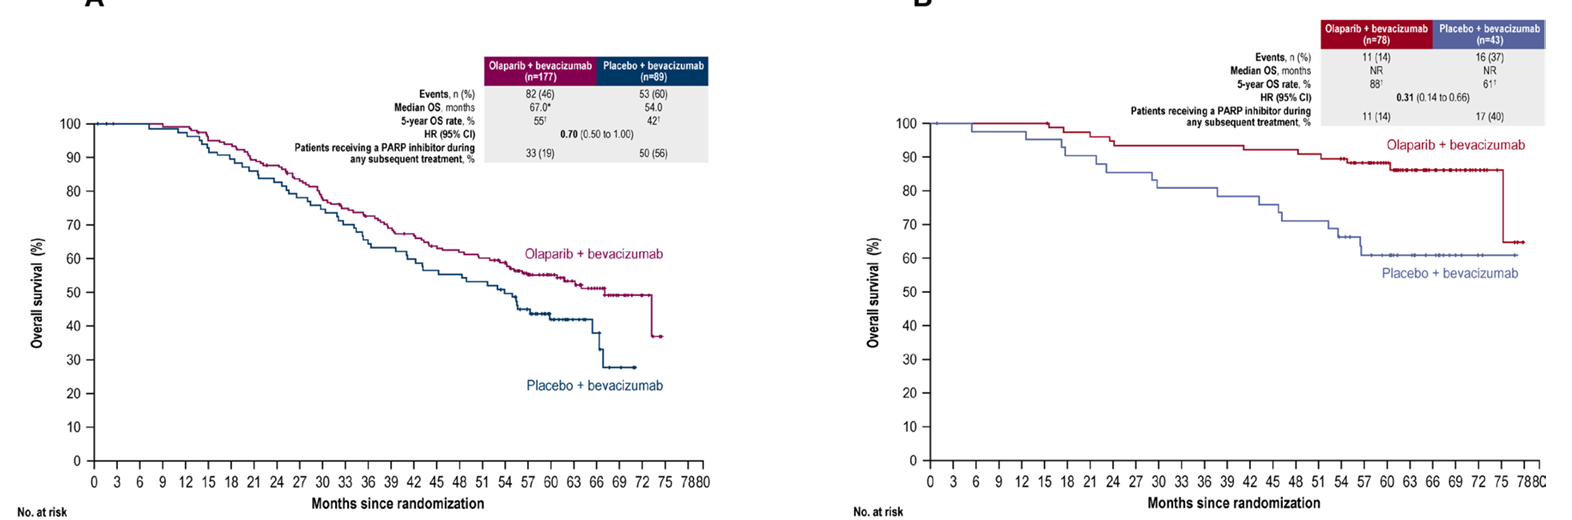 A
Olaparib + bevacizumab Placebo + bevacizumab
(n=177) (n=89)
Events, n (%) 82 (46) 53 (60)
Median OS, months 67.0* 54.0
5-year OS rate, % 55† 42†
HR (95% CI) 0.70 (0.50 to 1.00)
Patients receiving a PARP inhibitor during
any subsequent treatment, % 33 (19) 50 (56)
100
90
80
70
60
50
40
30
20
10
0
Overall survival (%)
Olaparib + bevacizumab
Placebo + bevacizumab
0 3 6 9 12 15 18 21 24 27 30 33 36 39 42 45 48 51 54 57 60 63 66 69 72 75 78 80
Months since randomization
No. at risk
B
Olaparib + bevacizumab Placebo + bevacizumab
(n=78) (n=43)
Events, n (%) 11 (14) 16 (37)
Median OS, months NR NR
5-year OS rate, % 88† 61†
HR (95% CI) 0.31 (0.14 to 0.66)
Patients receiving a PARP inhibitor during
any subsequent treatment, % 11 (14) 17 (40)
100
90
80
70
60
50
40
30
20
10
0
Overall survival (%)
Olaparib + bevacizumab
Placebo + bevacizumab
0 3 6 9 12 15 18 21 24 27 30 33 36 39 42 45 48 51 54 57 60 63 66 69 72 75 78 80
Months since randomization
No. at risk